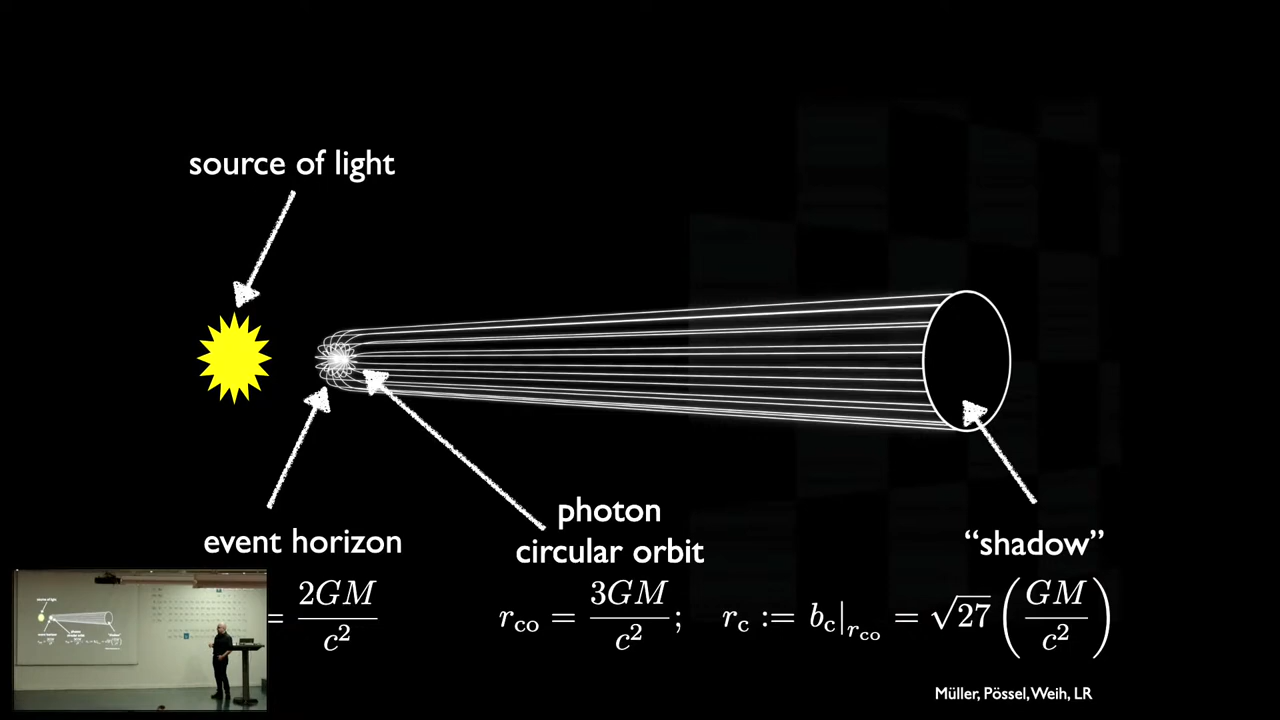 source of light
event horizon
photon
circular orbit
“shadow”
= 2GM / c²
r_co = 3GM / c² ;
r_c := b_c|_{r_co} = √27 (GM / c²)
Müller, Pössel, Weih, LR